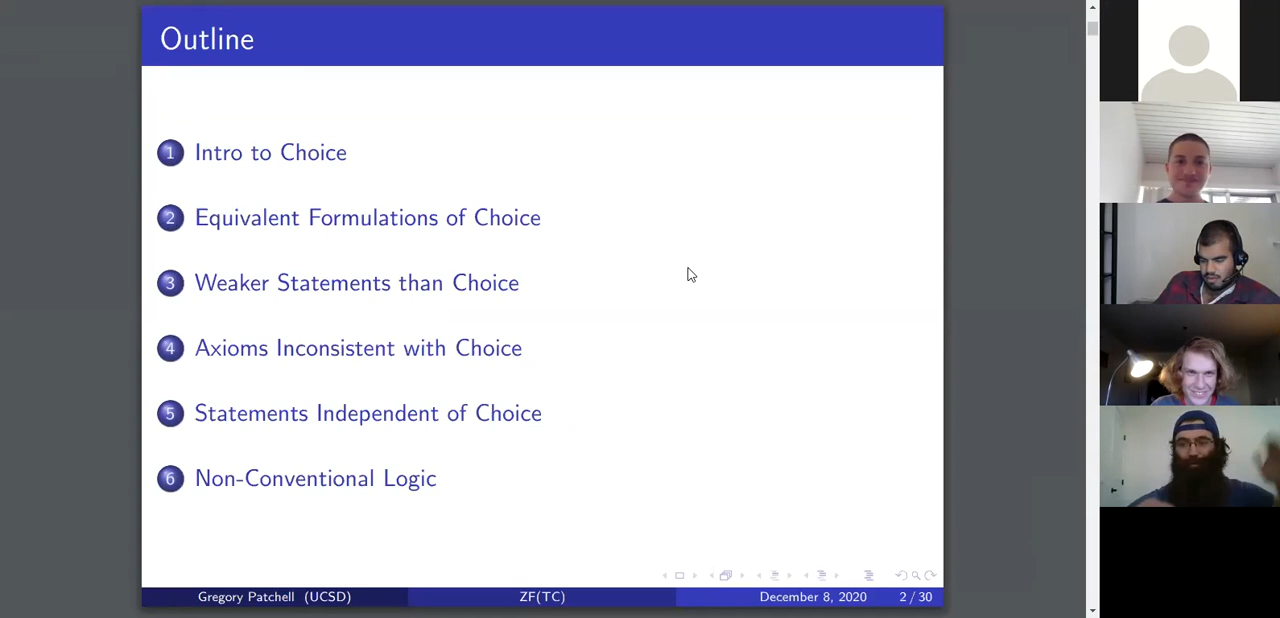 Outline
1 Intro to Choice
2 Equivalent Formulations of Choice
3 Weaker Statements than Choice
4 Axioms Inconsistent with Choice
5 Statements Independent of Choice
6 Non-Conventional Logic
Gregory Patchell (UCSD) ZF(TC) December 8, 2020 2 / 30